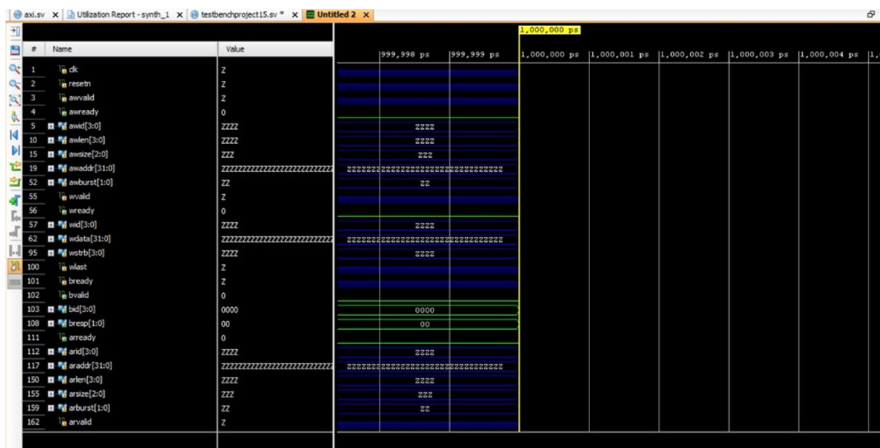 axi.sv × Utilization Report - synth_1 × testbenchproject15.sv * × Untitled 2 ×
1,000,000 ps
# Name Value
999,998 ps 999,999 ps 1,000,000 ps 1,000,001 ps 1,000,002 ps 1,000,003 ps 1,000,004 ps
1 clk Z
2 resetn Z
3 awvalid Z
4 awready 0
5 awid[3:0] ZZZZ ZZZZ
10 awlen[3:0] ZZZZ ZZZZ
15 awsize[2:0] ZZZ ZZZ
19 awaddr[31:0]
52 awburst[1:0] ZZ ZZ
55 wvalid Z
56 wready 0
57 wid[3:0] ZZZZ ZZZZ
62 wdata[31:0]
95 wstrb[3:0] ZZZZ ZZZZ
100 wlast Z
101 bready Z
102 bvalid 0
103 bid[3:0] 0000 0000
108 bresp[1:0] 00 00
111 arready 0
112 arid[3:0] ZZZZ ZZZZ
117 araddr[31:0]
150 arlen[3:0] ZZZZ ZZZZ
155 arsize[2:0] ZZZ ZZZ
159 arburst[1:0] ZZ ZZ
162 arvalid Z